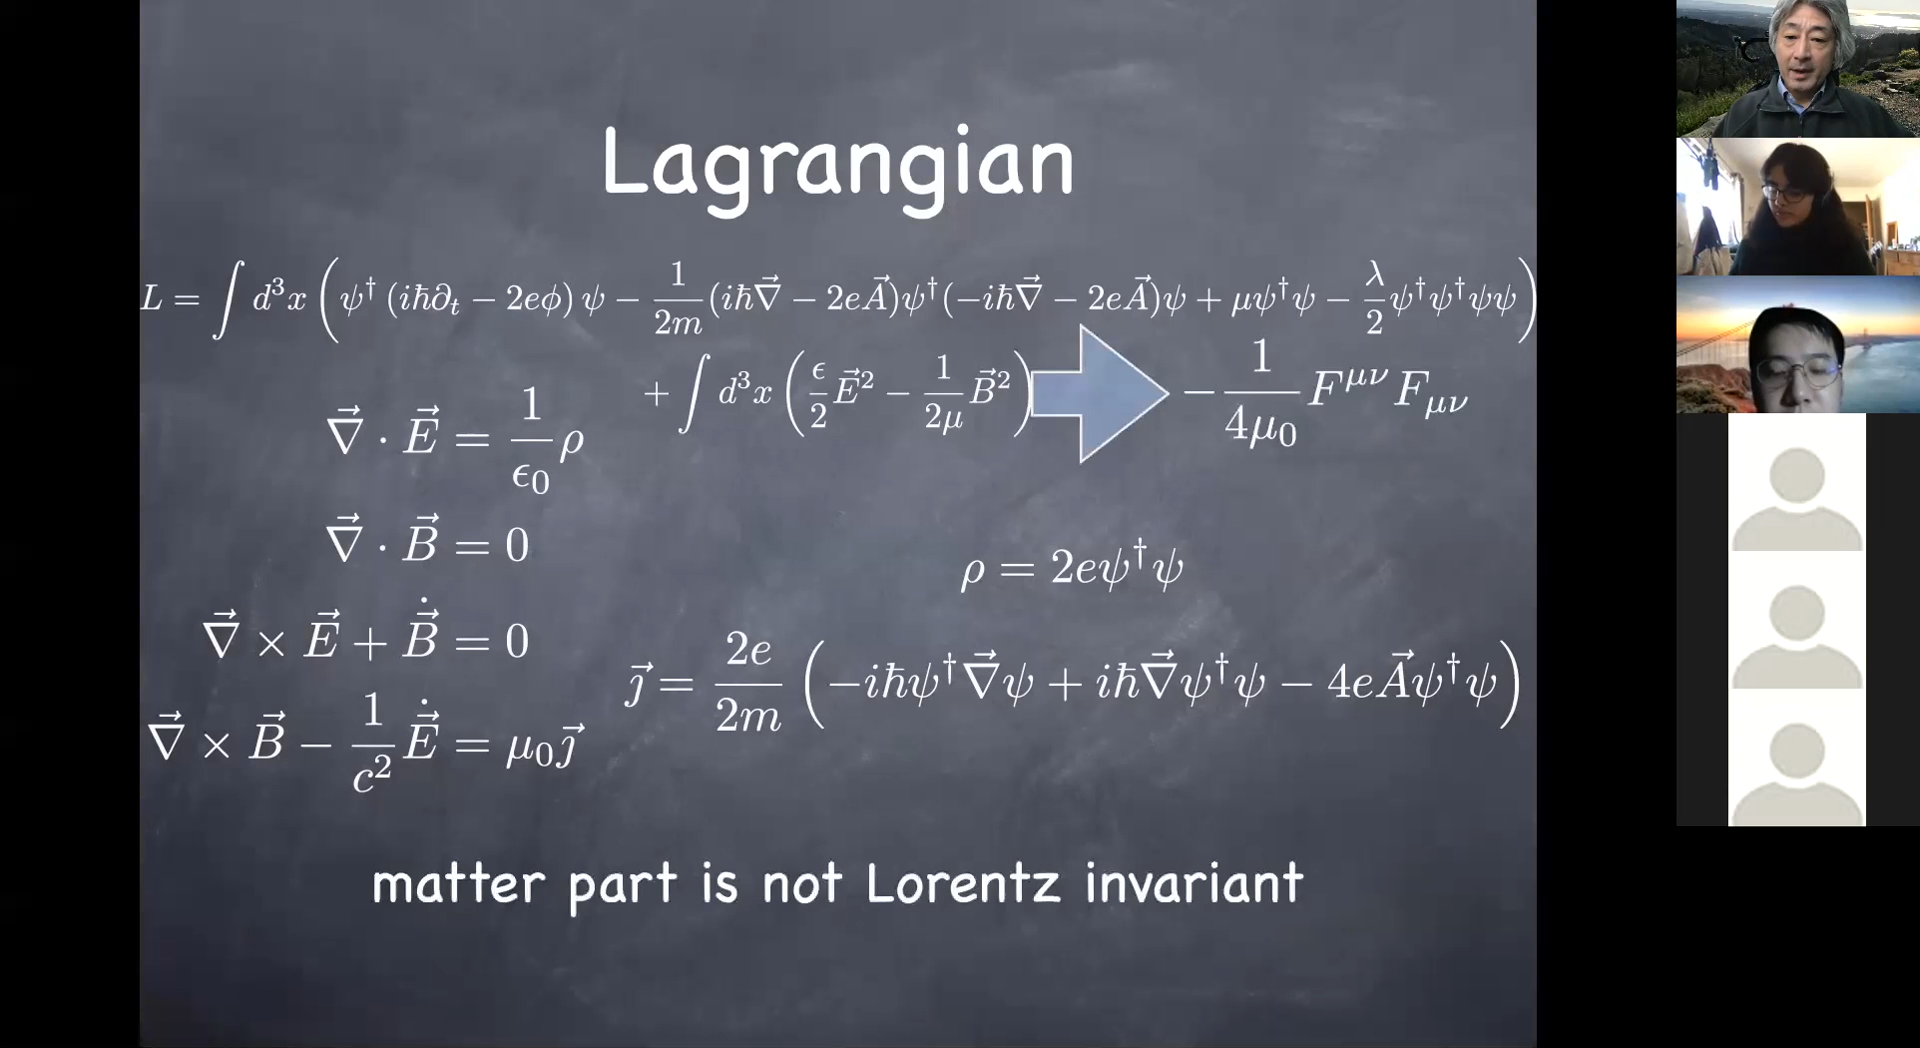 Lagrangian
L = ∫ d³x ( ψ† (iħ∂ₜ − 2eϕ) ψ − 1/2m (iħ∇⃗ − 2eA⃗)ψ†(−iħ∇⃗ − 2eA⃗)ψ + μψ†ψ − λ/2 ψ†ψ†ψψ )
+ ∫ d³x ( ϵ/2 E⃗² − 1/2μ B⃗² )
− 1/4μ₀ F^{μν} F_{μν}
∇⃗ · E⃗ = 1/ϵ₀ ρ
∇⃗ · B⃗ = 0
∇⃗ × E⃗ + Ḃ⃗ = 0
∇⃗ × B⃗ − 1/c² Ė⃗ = μ₀ȷ⃗
ρ = 2eψ†ψ
ȷ⃗ = 2e/2m ( −iħψ†∇⃗ψ + iħ∇⃗ψ†ψ − 4eA⃗ψ†ψ )
matter part is not Lorentz invariant